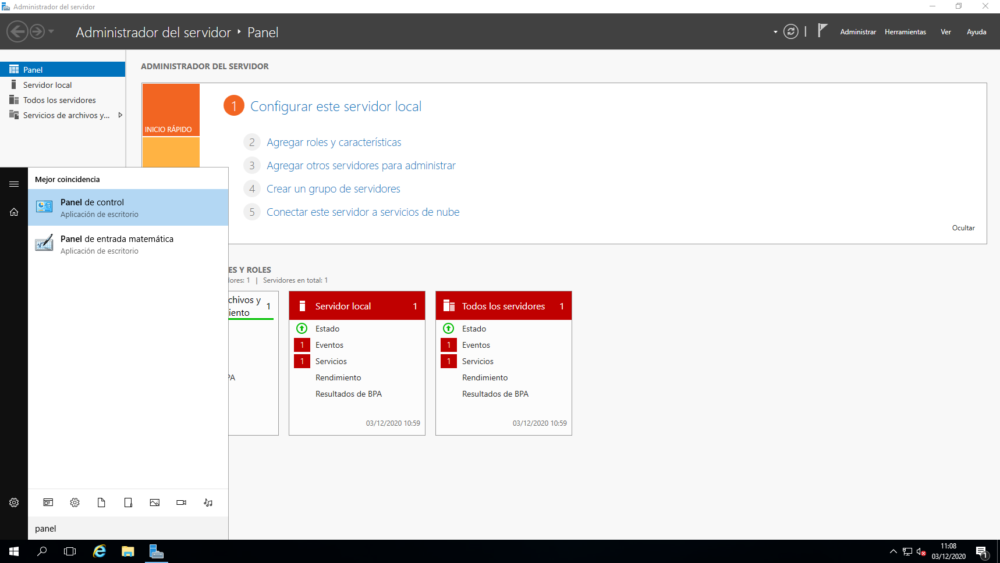 Administrador del servidor
Administrador del servidor Panel
Administrar Herramientas Ver Ayuda
Panel
Servidor local
Todos los servidores
Servicios de archivos y...
ADMINISTRADOR DEL SERVIDOR
INICIO RÁPIDO
1 Configurar este servidor local
2 Agregar roles y características
3 Agregar otros servidores para administrar
4 Crear un grupo de servidores
5 Conectar este servidor a servicios de nube
Ocultar
Mejor coincidencia
Panel de control
Aplicación de escritorio
Panel de entrada matemática
Aplicación de escritorio
panel
ES Y ROLES
dores: 1 | Servidores en total: 1
chivos y
iento
1
PA
Servidor local 1
Estado
1 Eventos
1 Servicios
Rendimiento
Resultados de BPA
03/12/2020 10:59
Todos los servidores 1
Estado
1 Eventos
1 Servicios
Rendimiento
Resultados de BPA
03/12/2020 10:59
11:08
03/12/2020
1